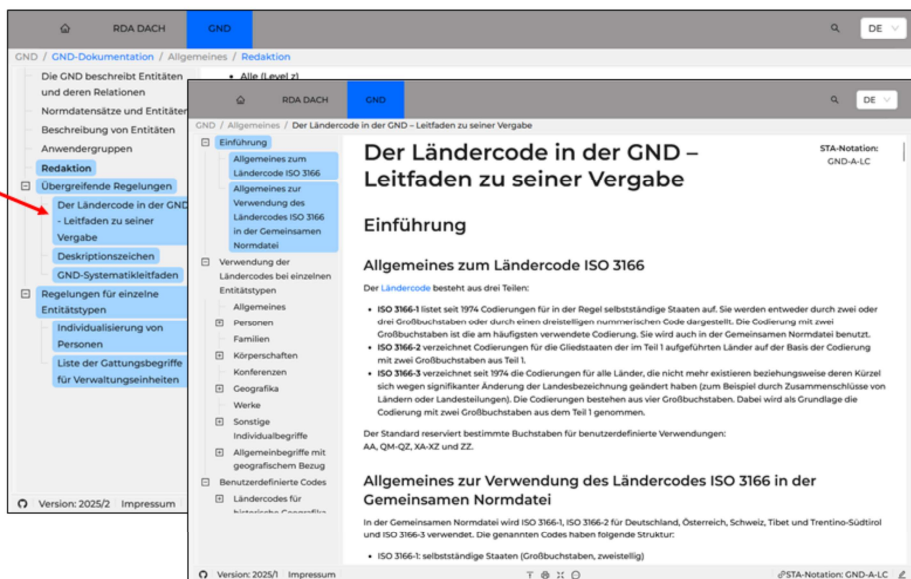 RDA DACH
GND
DE
GND / GND-Dokumentation / Allgemeines / Redaktion
Die GND beschreibt Entitäten
und deren Relationen
Normdatensätze und Entitäten
Beschreibung von Entitäten
Anwendergruppen
Redaktion
Übergreifende Regelungen
Der Ländercode in der GND
- Leitfaden zu seiner
Vergabe
Deskriptionszeichen
GND-Systematikleitfaden
Regelungen für einzelne
Entitätstypen
Individualisierung von
Personen
Liste der Gattungsbegriffe
für Verwaltungseinheiten
Version: 2025/2 Impressum
• Alle (Level z)
RDA DACH
GND
DE
GND / Allgemeines / Der Ländercode in der GND – Leitfaden zu seiner Vergabe
Einführung
Allgemeines zum
Ländercode ISO 3166
Allgemeines zur
Verwendung des
Ländercodes ISO 3166
in der Gemeinsamen
Normdatei
Verwendung der
Ländercodes bei einzelnen
Entitätstypen
Allgemeines
Personen
Familien
Körperschaften
Konferenzen
Geografika
Werke
Sonstige
Individualbegriffe
Allgemeinbegriffe mit
geografischem Bezug
Benutzerdefinierte Codes
Ländercodes für
historische Geografika
Der Ländercode in der GND –
Leitfaden zu seiner Vergabe
STA-Notation:
GND-A-LC
Einführung
Allgemeines zum Ländercode ISO 3166
Der Ländercode besteht aus drei Teilen:
• ISO 3166-1 listet seit 1974 Codierungen für in der Regel selbstständige Staaten auf. Sie werden entweder durch zwei oder
drei Großbuchstaben oder durch einen dreistelligen nummerischen Code dargestellt. Die Codierung mit zwei
Großbuchstaben ist die am häufigsten verwendete Codierung. Sie wird auch in der Gemeinsamen Normdatei benutzt.
• ISO 3166-2 verzeichnet Codierungen für die Gliedstaaten der im Teil 1 aufgeführten Länder auf der Basis der Codierung
mit zwei Großbuchstaben aus Teil 1.
• ISO 3166-3 verzeichnet seit 1974 die Codierungen für alle Länder, die nicht mehr existieren beziehungsweise deren Kürzel
sich wegen signifikanter Änderung der Landesbezeichnung geändert haben (zum Beispiel durch Zusammenschlüsse von
Ländern oder Landesteilungen). Die Codierungen bestehen aus vier Großbuchstaben. Dabei wird als Grundlage die
Codierung mit zwei Großbuchstaben aus dem Teil 1 genommen.
Der Standard reserviert bestimmte Buchstaben für benutzerdefinierte Verwendungen:
AA, QM-QZ, XA-XZ und ZZ.
Allgemeines zur Verwendung des Ländercodes ISO 3166 in der
Gemeinsamen Normdatei
In der Gemeinsamen Normdatei wird ISO 3166-1, ISO 3166-2 für Deutschland, Österreich, Schweiz, Tibet und Trentino-Südtirol
und ISO 3166-3 verwendet. Die genannten Codes haben folgende Struktur:
• ISO 3166-1: selbstständige Staaten (Großbuchstaben, zweistellig)
Version: 2025/1 Impressum
STA-Notation: GND-A-LC